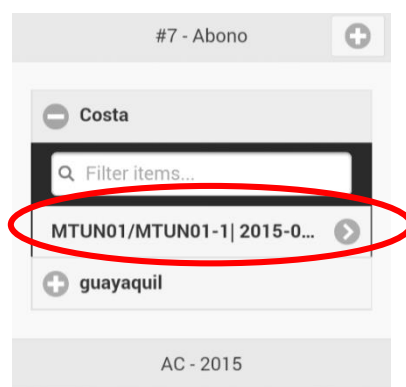 #7 - Abono
Costa
Filter items...
MTUN01/MTUN01-1| 2015-0...
guayaquil
AC - 2015